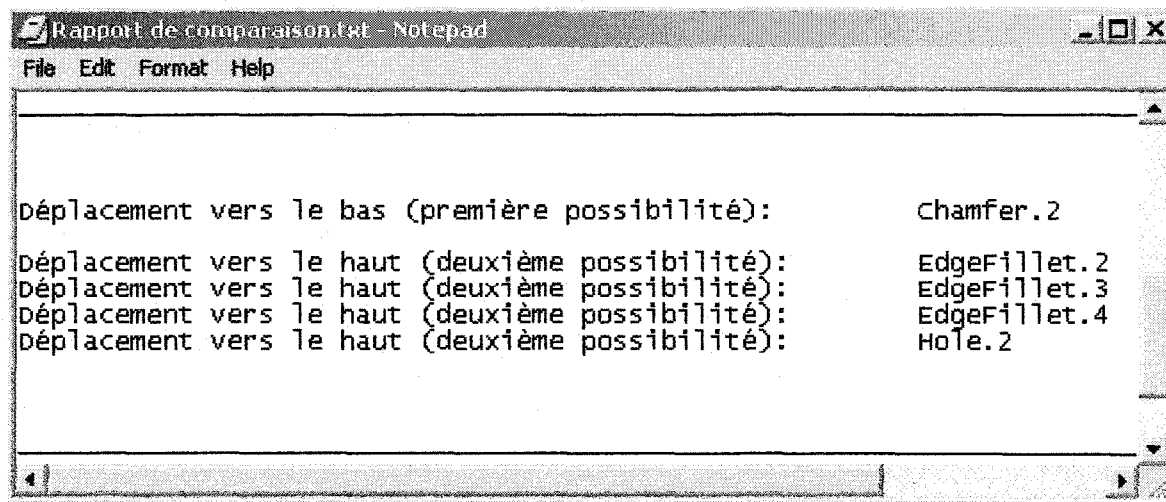 Rapport de comparaison.txt - Notepad
File Edit Format Help
Déplacement vers le bas (première possibilité): Chamfer.2
Déplacement vers le haut (deuxième possibilité): EdgeFillet.2
Déplacement vers le haut (deuxième possibilité): EdgeFillet.3
Déplacement vers le haut (deuxième possibilité): EdgeFillet.4
Déplacement vers le haut (deuxième possibilité): Hole.2